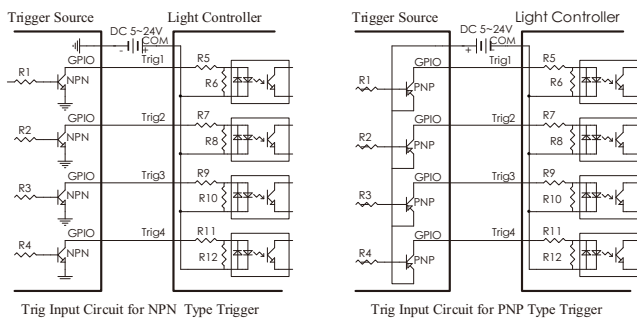 Trigger Source Light Controller
DC 5~24V
- + COM
GPIO Trig1 R5
R1 NPN R6
GPIO Trig2 R7
R2 NPN R8
GPIO Trig3 R9
R3 NPN R10
GPIO Trig4 R11
R4 NPN R12
Trig Input Circuit for NPN Type Trigger
Trigger Source Light Controller
DC 5~24V
+ - COM
GPIO Trig1 R5
R1 PNP R6
GPIO Trig2 R7
R2 PNP R8
GPIO Trig3 R9
R3 PNP R10
GPIO Trig4 R11
R4 PNP R12
Trig Input Circuit for PNP Type Trigger